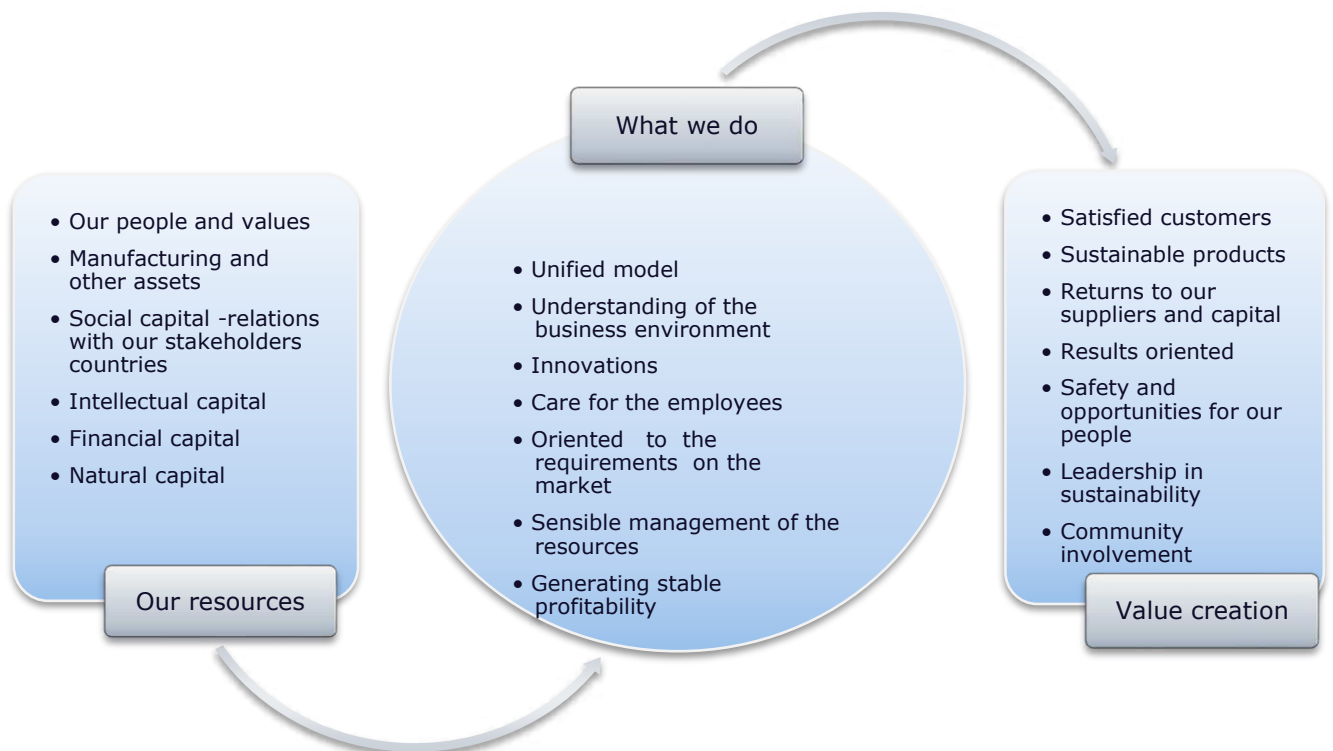 • Our people and values
• Manufacturing and
other assets
• Social capital -relations
with our stakeholders
countries
• Intellectual capital
• Financial capital
• Natural capital
Our resources
What we do
• Unified model
• Understanding of the
business environment
• Innovations
• Care for the employees
• Oriented to the
requirements on the
market
• Sensible management of the
resources
• Generating stable
profitability
• Satisfied customers
• Sustainable products
• Returns to our
suppliers and capital
• Results oriented
• Safety and
opportunities for our
people
• Leadership in
sustainability
• Community
involvement
Value creation